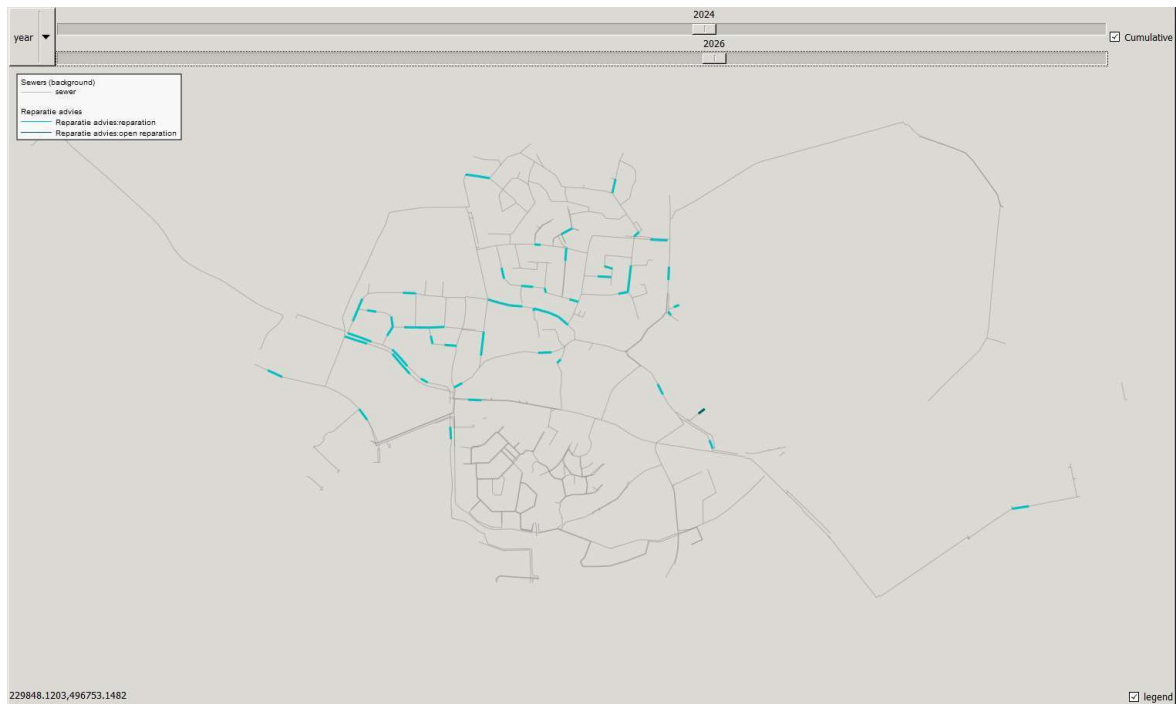 2024
year
Cumulative
2026
Sewers (background)
sewer
Reparatie advies
Reparatie advies:reparation
Reparatie advies:open reparation
229848.1203,496753.1482
legend